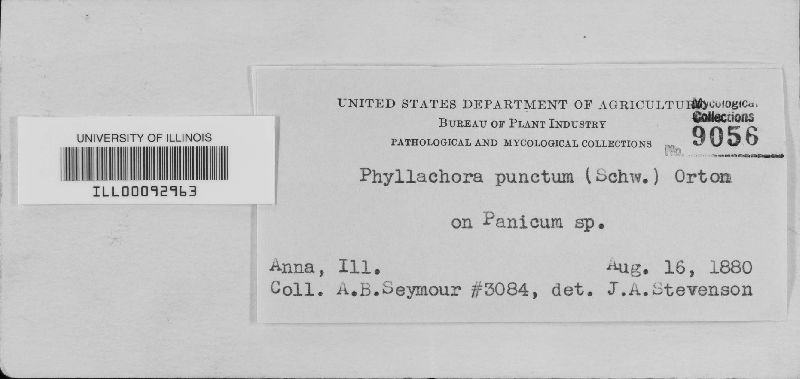 UNITED STATES DEPARTMENT OF AGRICULTURE
BUREAU OF PLANT INDUSTRY
PATHOLOGICAL AND MYCOLOGICAL COLLECTIONS
Mycological
Collections
No. 9056
UNIVERSITY OF ILLINOIS
ILL00092963
Phyllachora punctum (Schw.) Orton
on Panicum sp.
Anna, Ill. Aug. 16, 1880
Coll. A.B.Seymour #3084, det. J.A.Stevenson